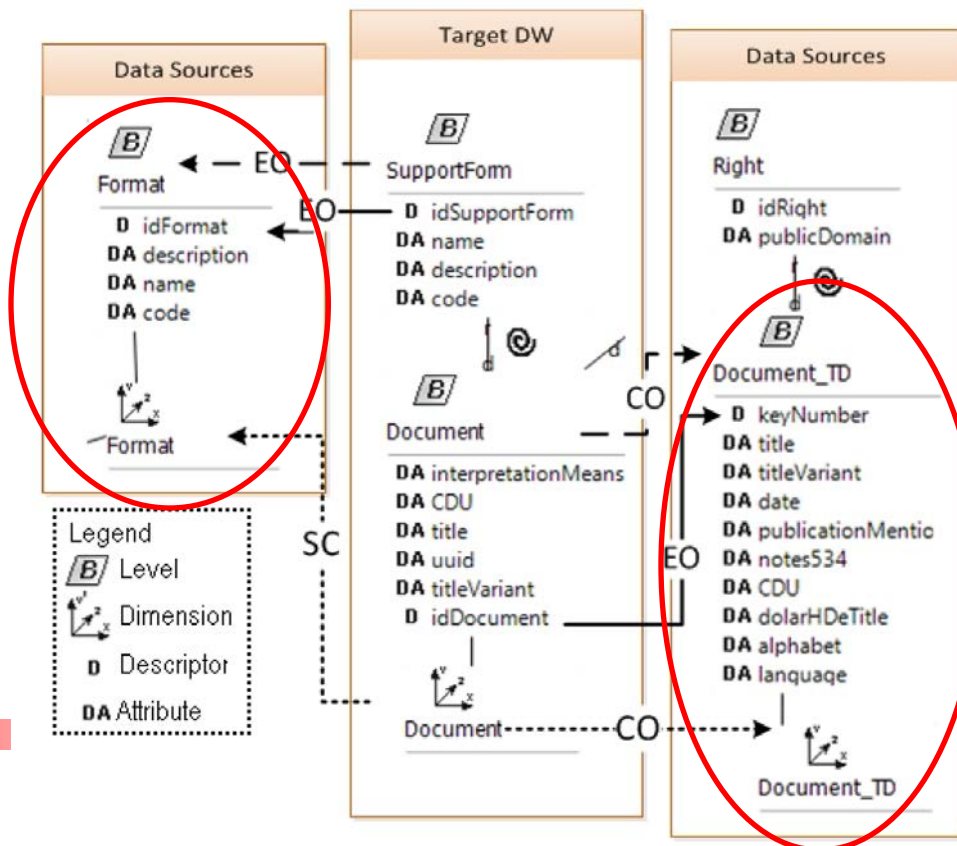 Data Sources
B
Format
D idFormat
DA description
DA name
DA code
Format
Legend
B Level
Dimension
D Descriptor
DA Attribute
EO
EO
SC
Target DW
B
SupportForm
D idSupportForm
DA name
DA description
DA code
r
d
B
Document
DA interpretationMeans
DA CDU
DA title
DA uuid
DA titleVariant
D idDocument
Document
d
CO
EO
CO
Data Sources
B
Right
D idRight
DA publicDomain
r
d
B
Document_TD
D keyNumber
DA title
DA titleVariant
DA date
DA publicationMentio
DA notes534
DA CDU
DA dolarHDeTitle
DA alphabet
DA language
Document_TD